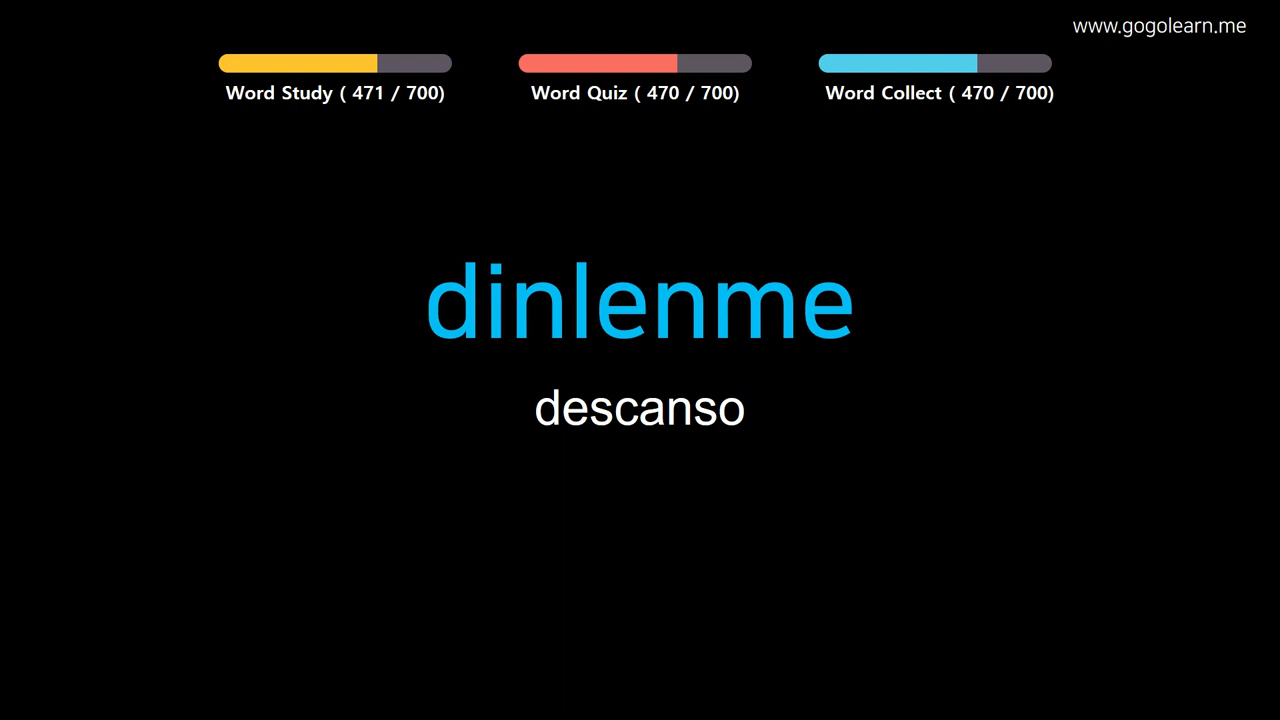 www.gogolearn.me
Word Study ( 471 / 700)
Word Quiz ( 470 / 700)
Word Collect ( 470 / 700)
dinlenme
descanso